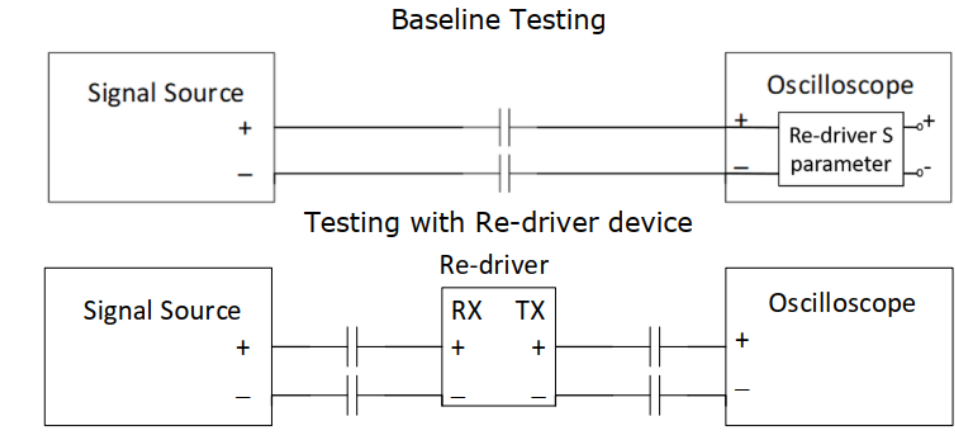 Baseline Testing
Signal Source
Oscilloscope
+
+
Re-driver S
+
parameter
−
−
-
Testing with Re-driver device
Re-driver
Signal Source
RX TX
Oscilloscope
+
+ +
+
−
− −
−